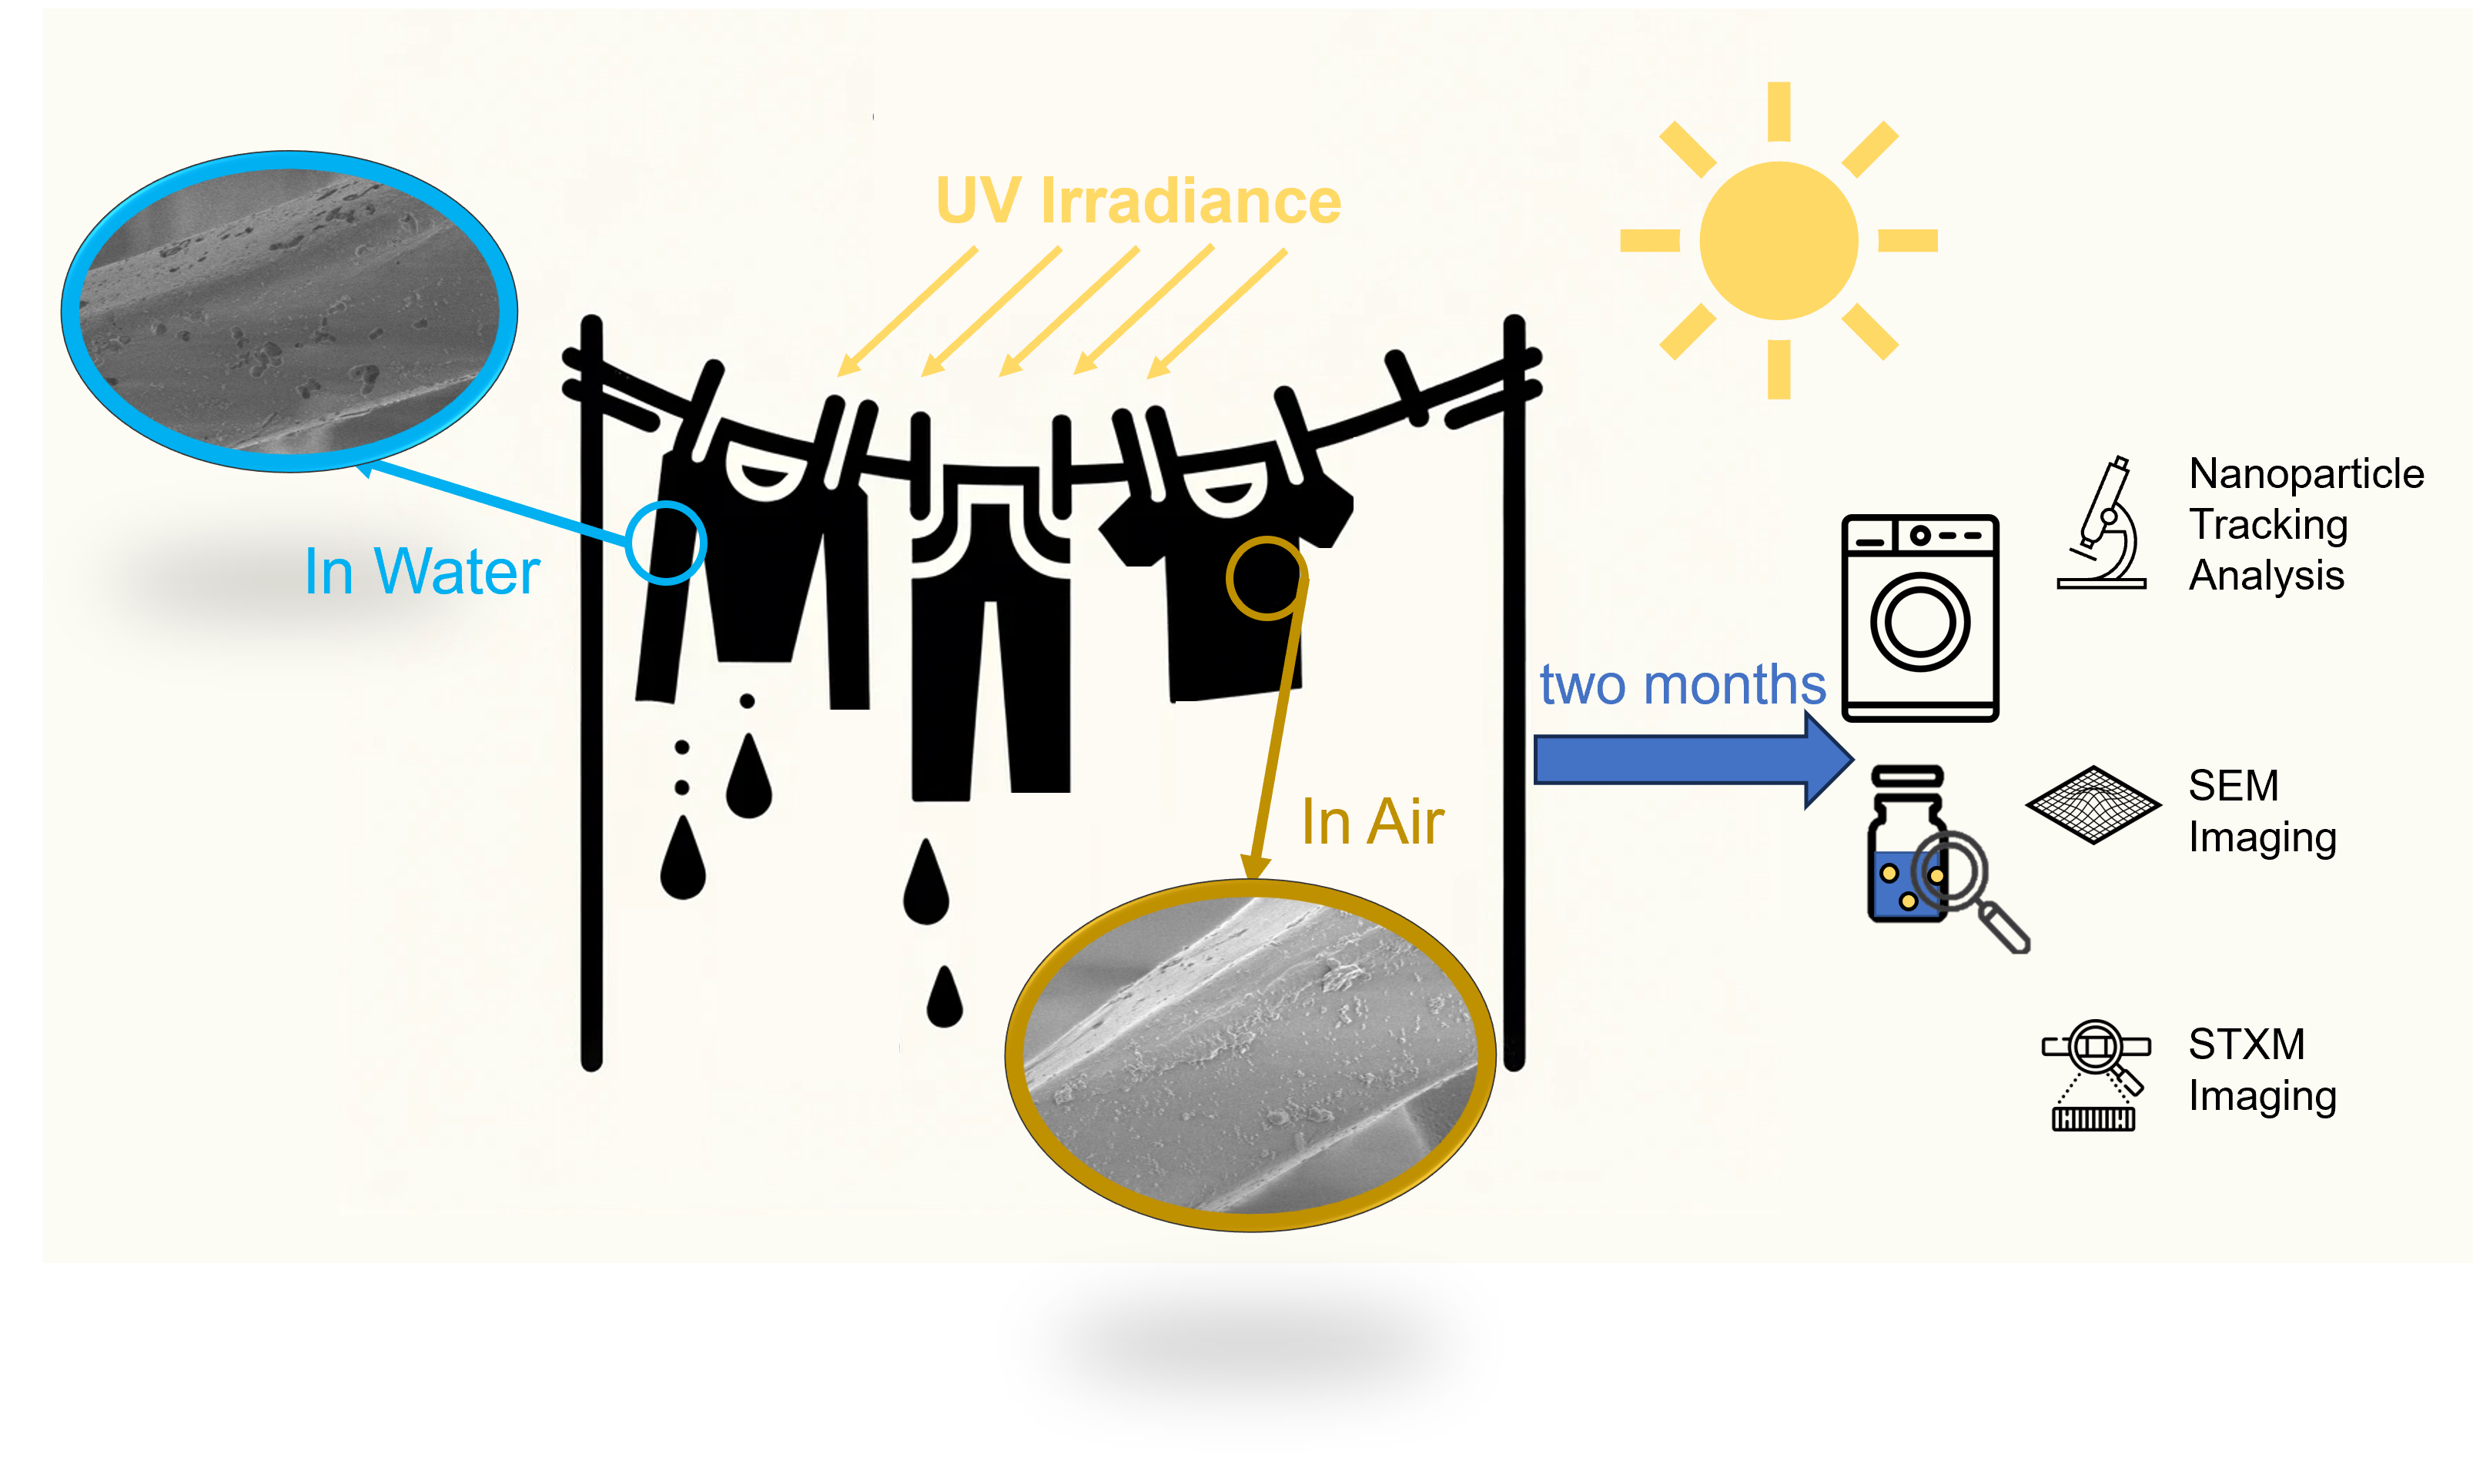 UV Irradiance
In Water
In Air
two months
Nanoparticle
Tracking
Analysis
SEM
Imaging
STXM
Imaging